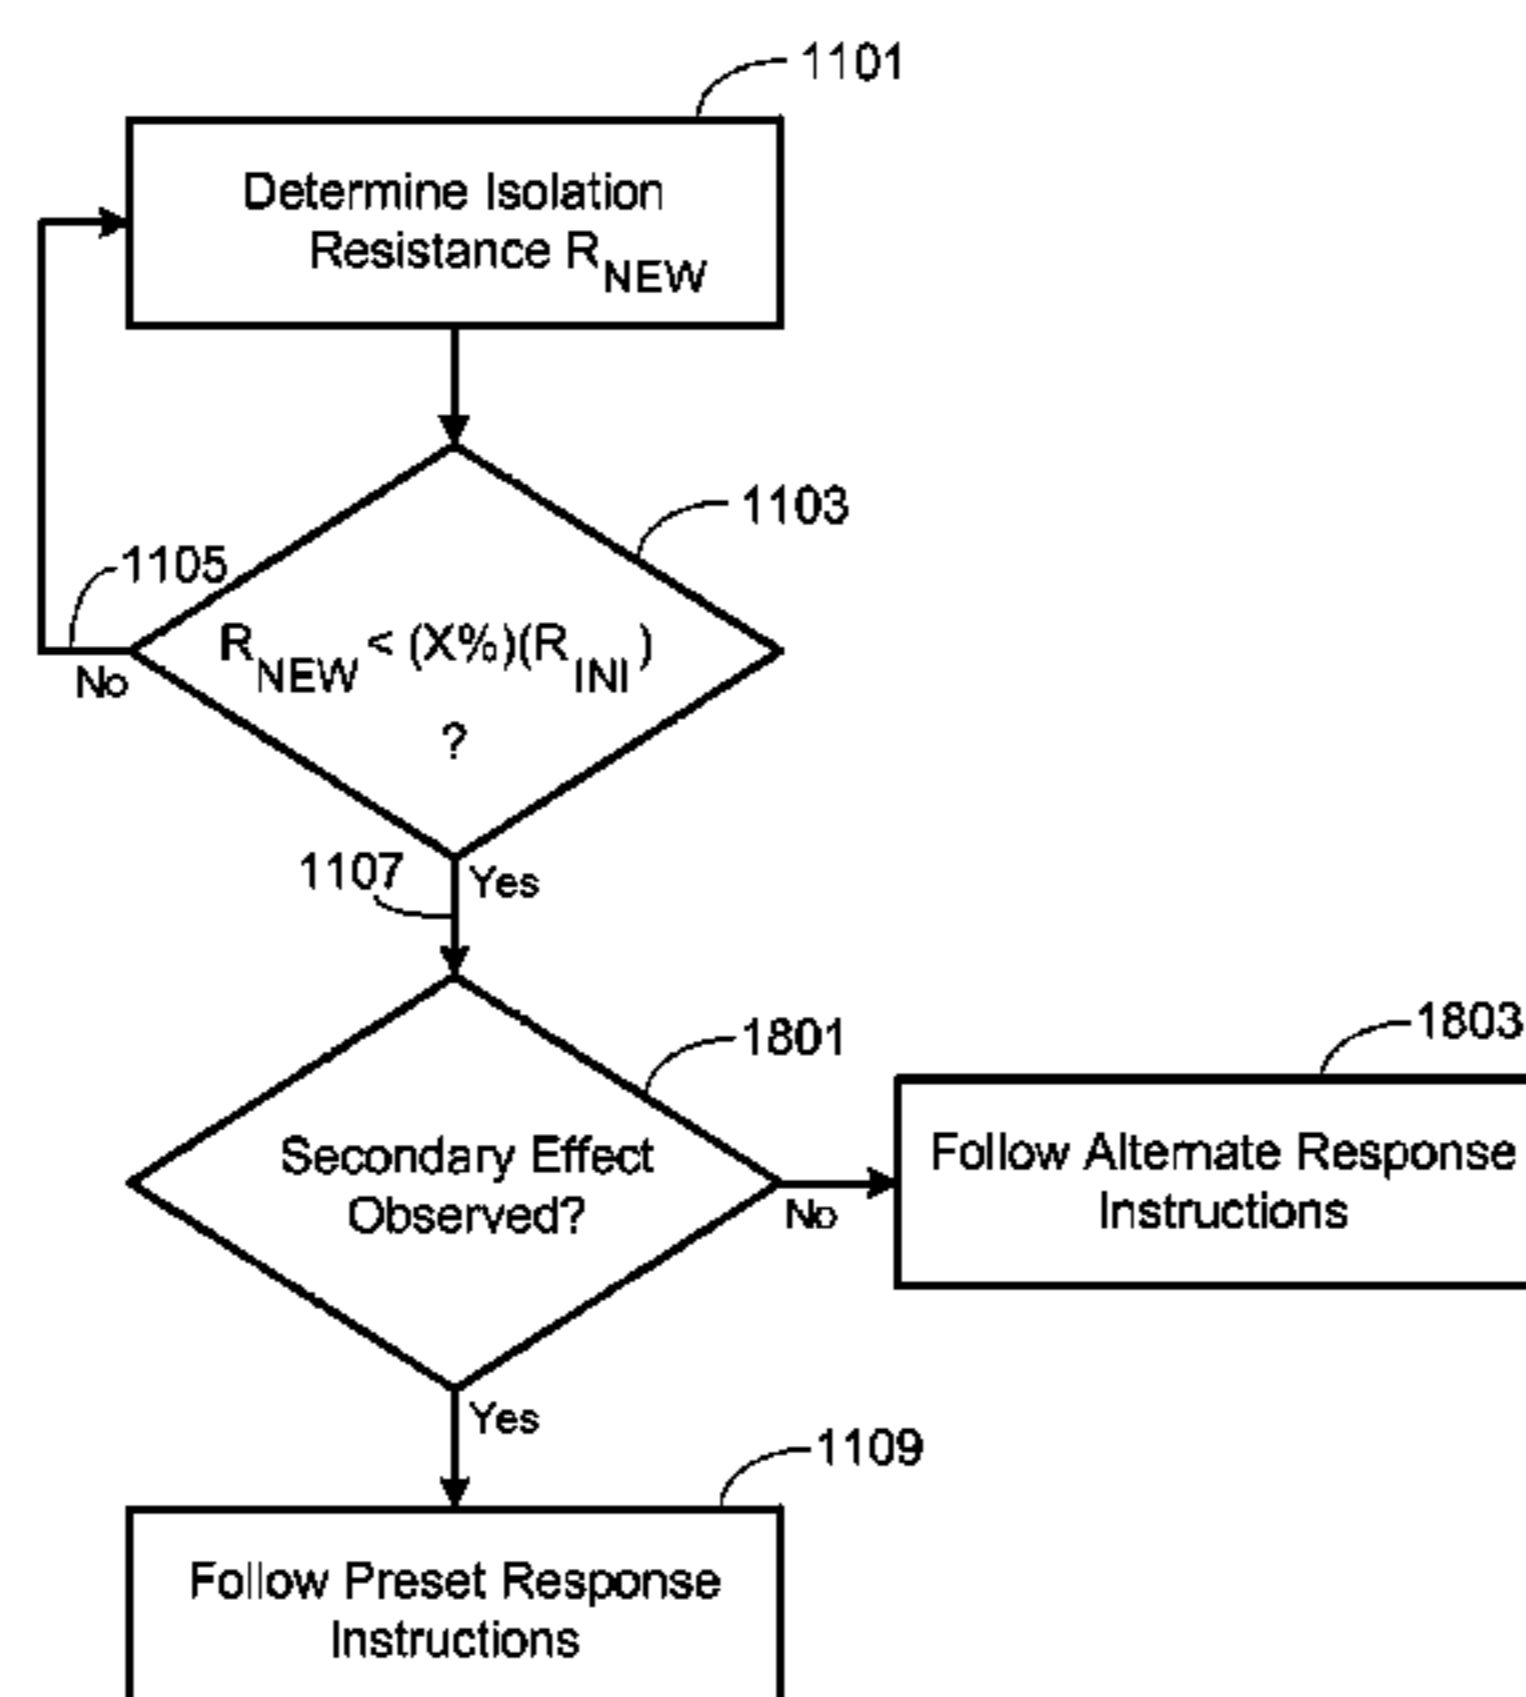 1101
Determine Isolation
Resistance R_NEW
1103
1105
R_NEW < (X%)(R_INI)
No
?
1107
Yes
1801
1803
Secondary Effect
Observed?
Follow Alternate Response
Instructions
No
Yes
1109
Follow Preset Response
Instructions